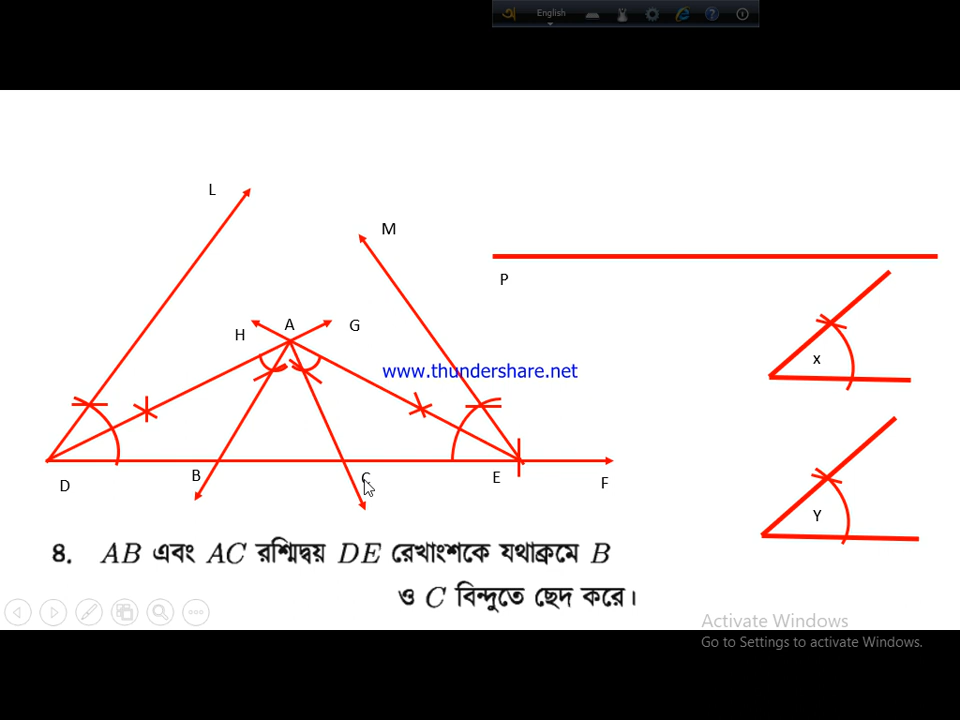 English
L
M
H
A
G
P
x
www.thundershare.net
D
B
C
E
F
Y
৪. AB এবং AC রশ্মিদ্বয় DE রেখাংশকে যথাক্রমে B
ও C বিন্দুতে ছেদ করে।
Activate Windows
Go to Settings to activate Windows.